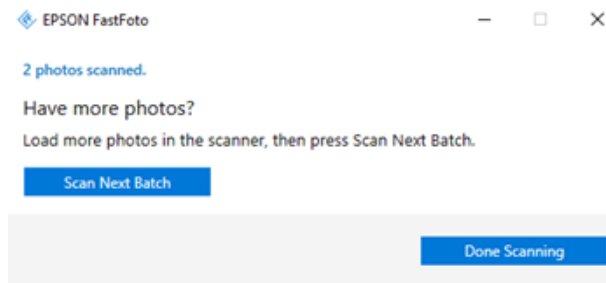 EPSON FastFoto
2 photos scanned.
Have more photos?
Load more photos in the scanner, then press Scan Next Batch.
Scan Next Batch
Done Scanning